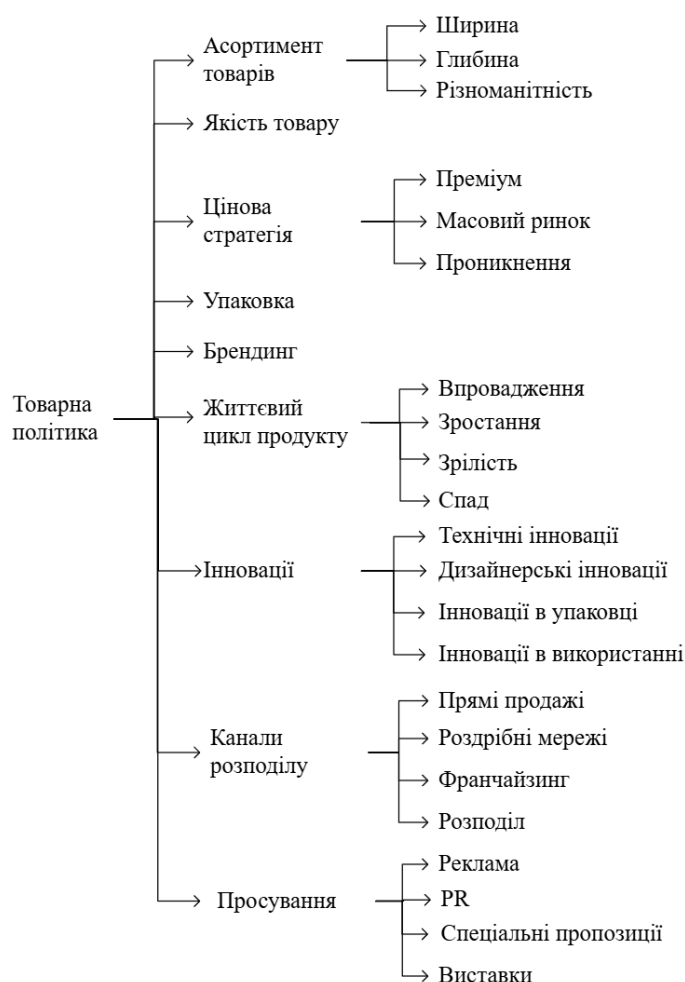 Товарна
політика
Асортимент
товарів
Ширина
Глибина
Різноманітність
Якість товару
Цінова
стратегія
Преміум
Масовий ринок
Проникнення
Упаковка
Брендинг
Життєвий
цикл продукту
Впровадження
Зростання
Зрілість
Спад
Інновації
Технічні інновації
Дизайнерські інновації
Інновації в упаковці
Інновації в використанні
Канали
розподілу
Прямі продажі
Роздрібні мережі
Франчайзинг
Розподіл
Просування
Реклама
PR
Спеціальні пропозиції
Виставки